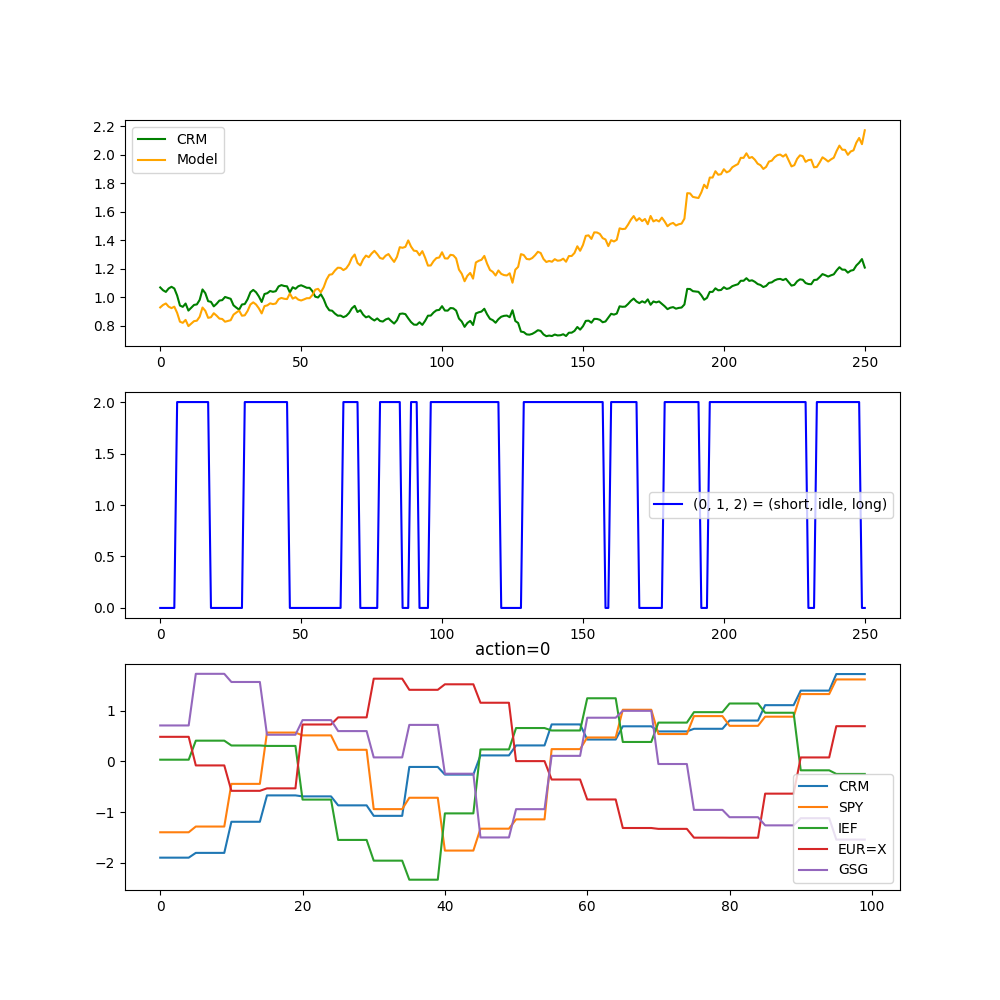 2.2
2.0
1.8
1.6
1.4
1.2
1.0
0.8
CRM
Model
0 50 100 150 200 250
2.0
1.5
1.0
0.5
0.0
(0, 1, 2) = (short, idle, long)
0 50 100 150 200 250
action=0
1
0
−1
−2
CRM
SPY
IEF
EUR=X
GSG
0 20 40 60 80 100